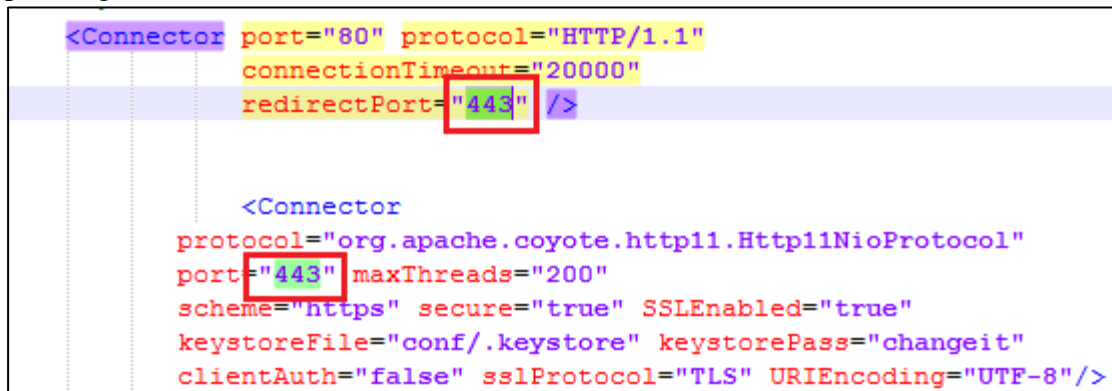 <Connector port="80" protocol="HTTP/1.1"
connectionTimeout="20000"
redirectPort="443" />
<Connector
protocol="org.apache.coyote.http11.Http11NioProtocol"
port="443" maxThreads="200"
scheme="https" secure="true" SSLEnabled="true"
keystoreFile="conf/.keystore" keystorePass="changeit"
clientAuth="false" sslProtocol="TLS" URIEncoding="UTF-8"/>